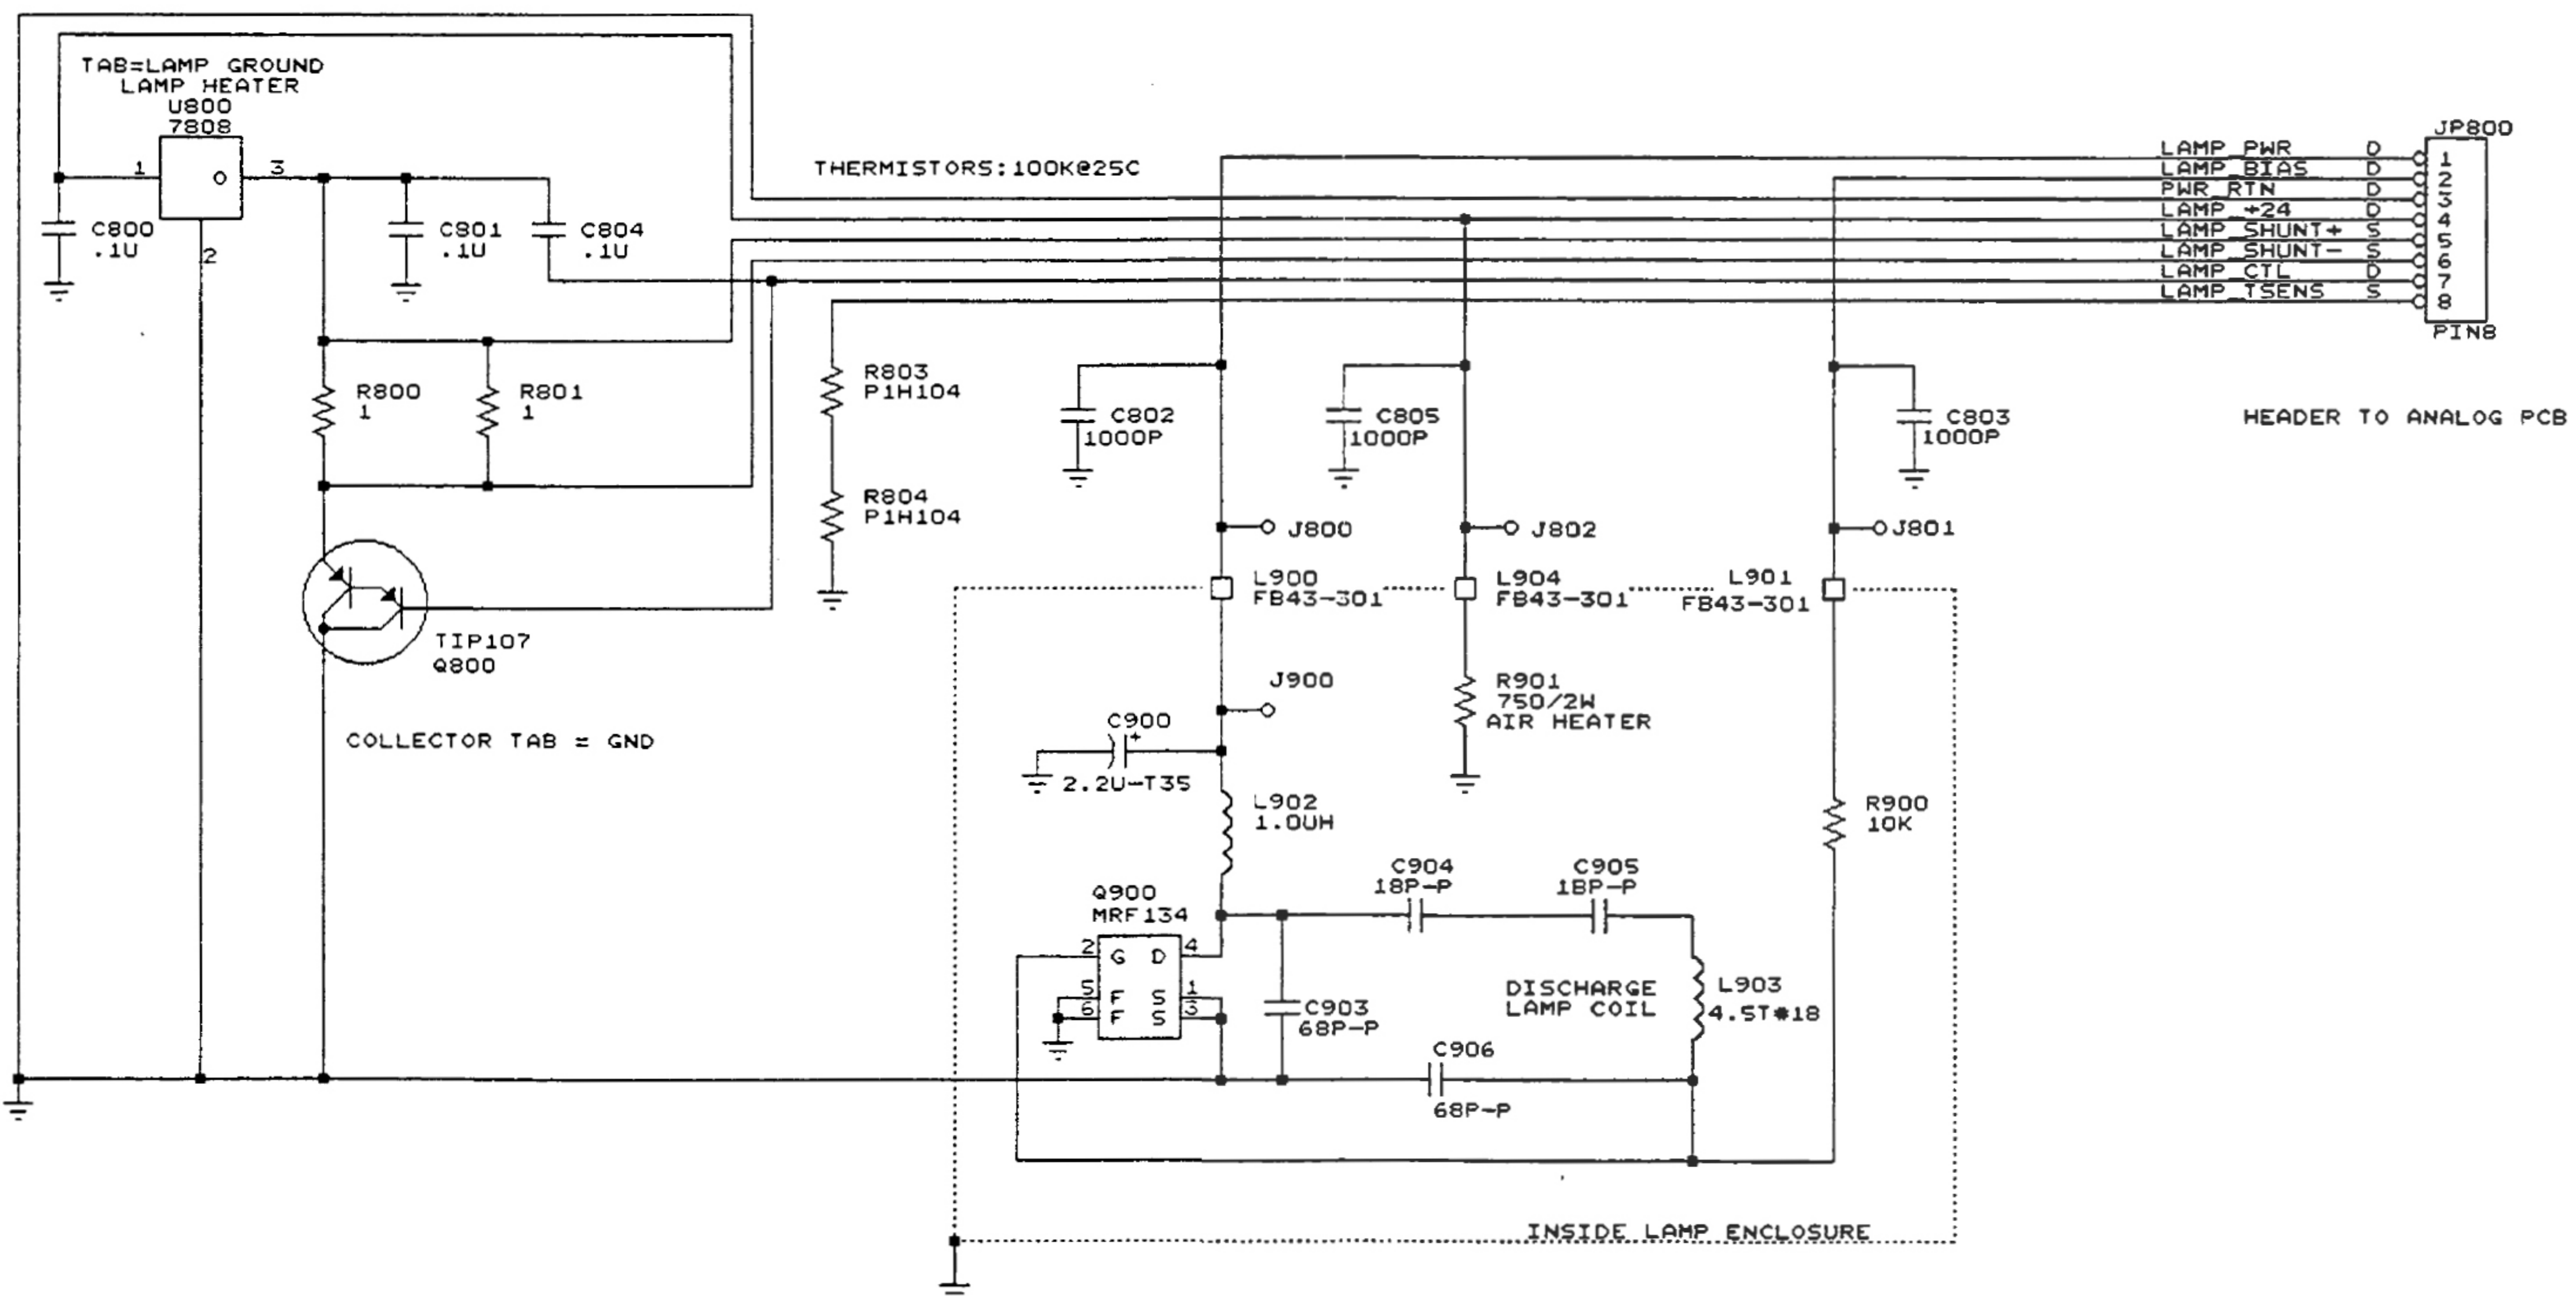 TAB=LAMP GROUND
LAMP HEATER
U800
7808
1
O
3
2
C800
.1U
C801
.1U
C804
.1U
THERMISTORS:100K@25C
JP800
LAMP_PWR D 1
LAMP_BIAS D 2
PWR_RTN D 3
LAMP_+24 D 4
LAMP_SHUNT+ S 5
LAMP_SHUNT- S 6
LAMP_CTL D 7
LAMP_TSENS S 8
PIN8
HEADER TO ANALOG PCB
R800
1
R801
1
R803
P1H104
R804
P1H104
C802
1000P
C805
1000P
C803
1000P
J800
J802
J801
L900
FB43-301
L904
FB43-301
L901
FB43-301
TIP107
Q800
COLLECTOR TAB = GND
J900
C900
+
2.2U-T35
R901
750/2W
AIR HEATER
L902
1.0UH
R900
10K
C904
18P-P
C905
18P-P
Q900
MRF134
2 G D 4
5 F S 1
6 F S 3
C903
68P-P
DISCHARGE
LAMP COIL
L903
4.5T#18
C906
68P-P
INSIDE LAMP ENCLOSURE